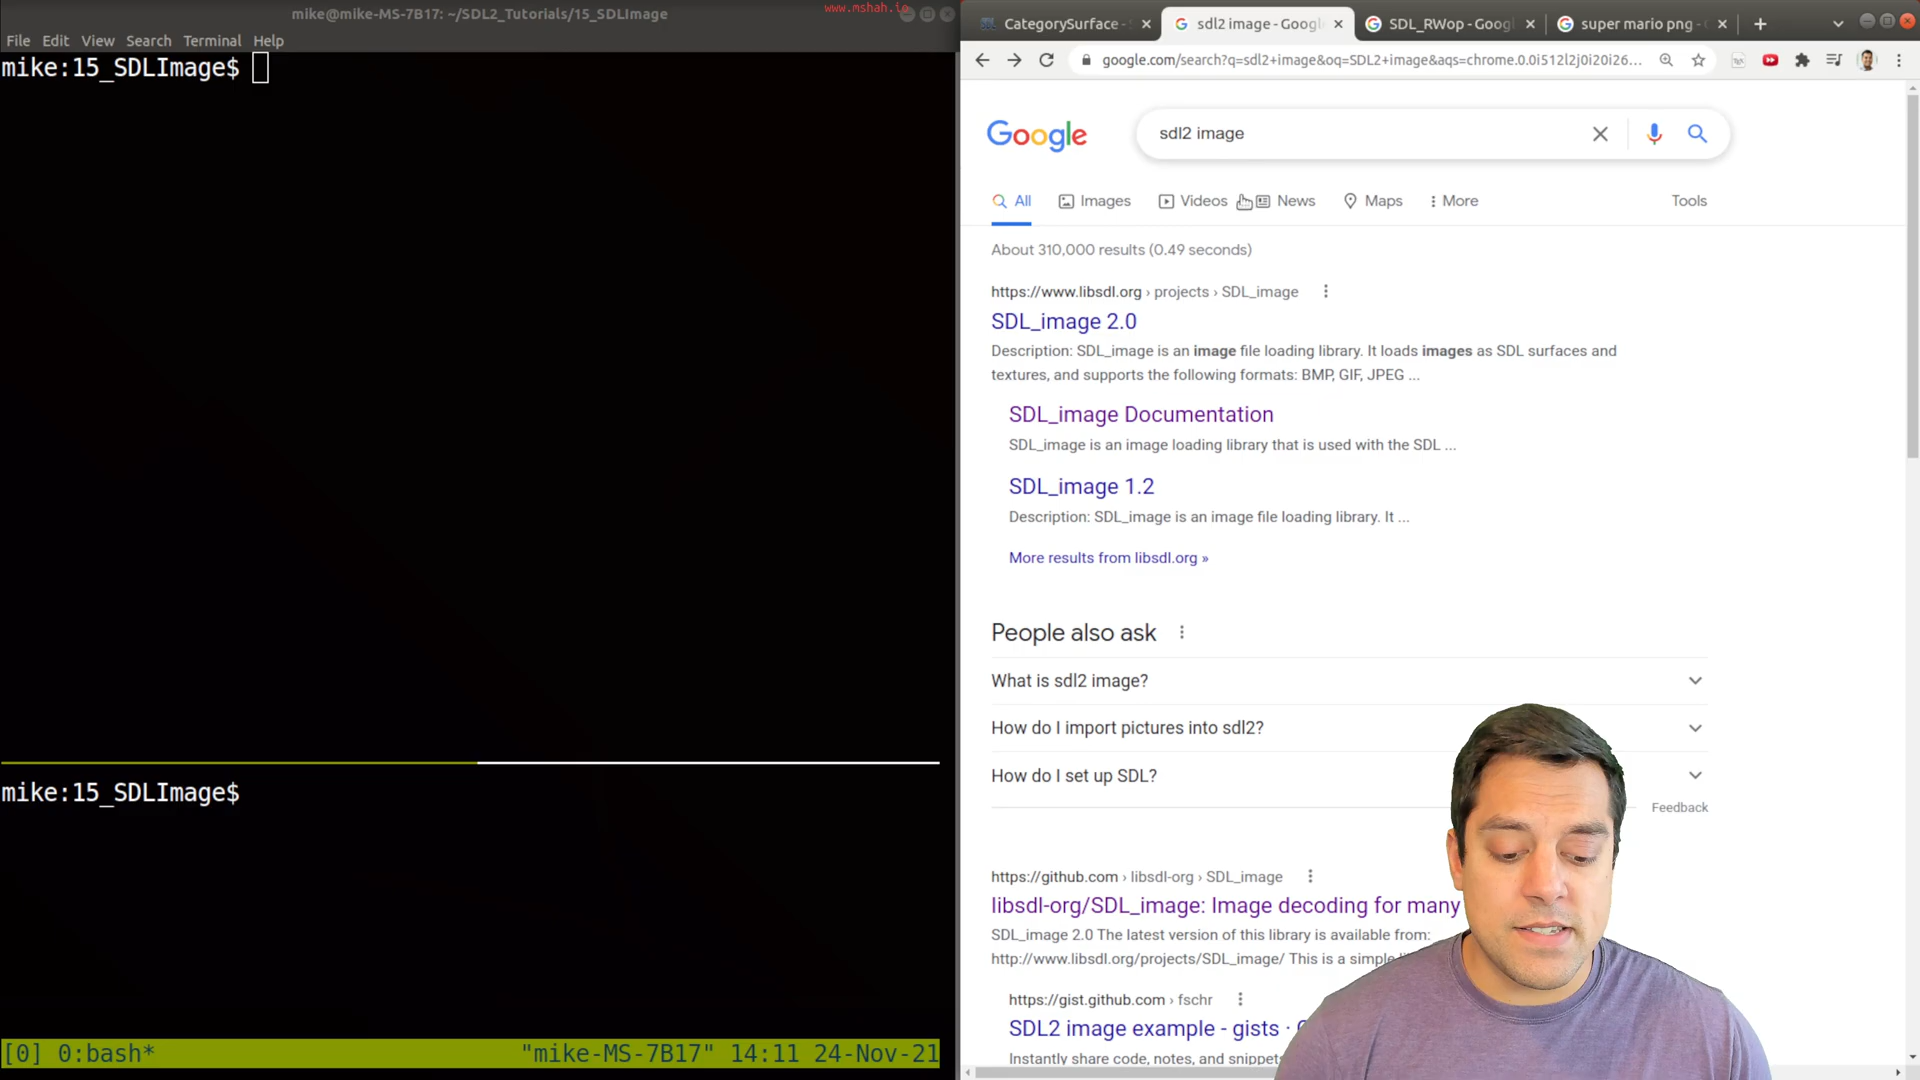 mike@mike-MS-7B17: ~/SDL2_Tutorials/15_SDLImage
www.mshah.io
File Edit View Search Terminal Help
mike:15_SDLImage$
mike:15_SDLImage$
[0] 0:bash* "mike-MS-7B17" 14:11 24-Nov-21
CategorySurface - sdl2 image - Google SDL_RWop - Goog super mario png -
google.com/search?q=sdl2+image&oq=SDL2+image&aqs=chrome.0.0i512l2j0i20i26...
Google
sdl2 image
All Images Videos News Maps More Tools
About 310,000 results (0.49 seconds)
https://www.libsdl.org › projects › SDL_image
SDL_image 2.0
Description: SDL_image is an image file loading library. It loads images as SDL surfaces and
textures, and supports the following formats: BMP, GIF, JPEG ...
SDL_image Documentation
SDL_image is an image loading library that is used with the SDL ...
SDL_image 1.2
Description: SDL_image is an image file loading library. It ...
More results from libsdl.org »
People also ask
What is sdl2 image?
How do I import pictures into sdl2?
How do I set up SDL?
Feedback
https://github.com › libsdl-org › SDL_image
libsdl-org/SDL_image: Image decoding for many
SDL_image 2.0 The latest version of this library is available from:
http://www.libsdl.org/projects/SDL_image/ This is a simple
https://gist.github.com › fschr
SDL2 image example - gists ·
Instantly share code, notes, and snippets